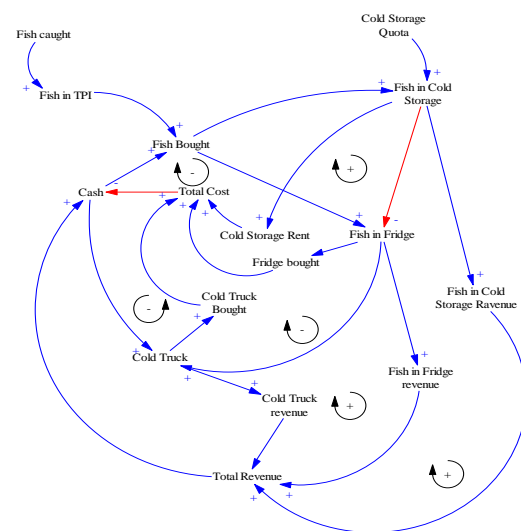 Cold Storage
Quota
Fish caught
Fish in Cold
Storage
Fish in TPI
Fish Bought
Cash
Total Cost
Cold Storage Rent
Fish in Fridge
Fridge bought
Fish in Cold
Storage Ravenue
Cold Truck
Bought
Cold Truck
Fish in Fridge
revenue
Cold Truck
revenue
Total Revenue